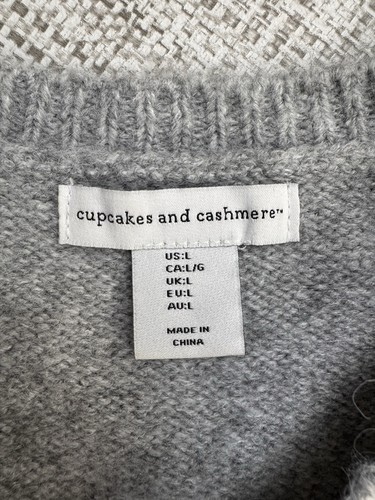 cupcakes and cashmere™
US:L
CA:L/G
UK:L
EU:L
AU:L
MADE IN
CHINA